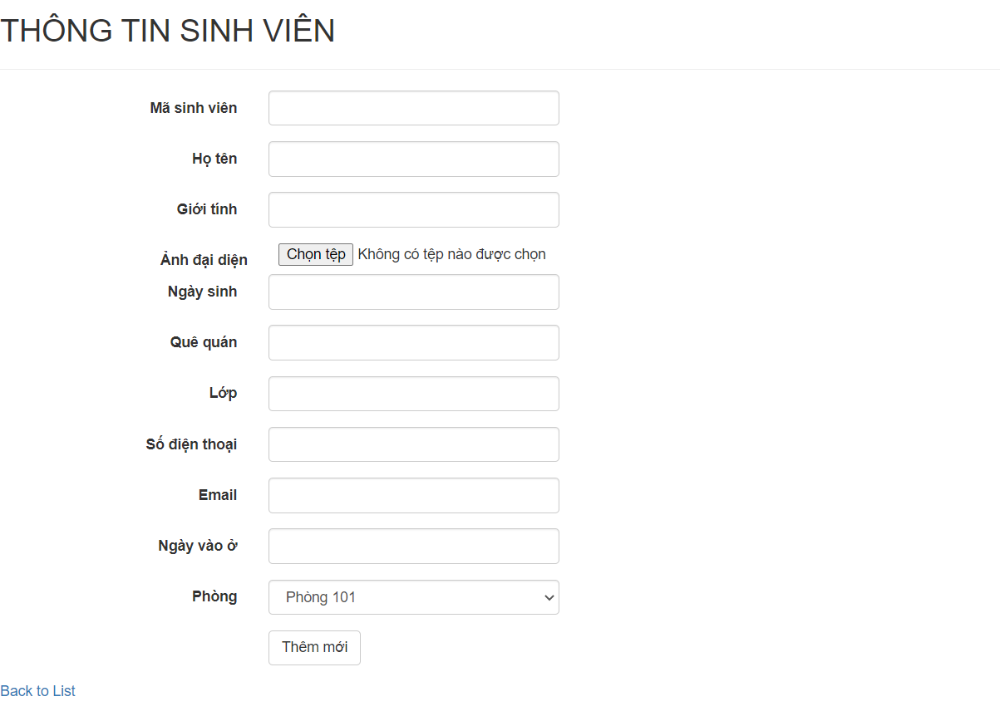 THÔNG TIN SINH VIÊN
Mã sinh viên
Họ tên
Giới tính
Ảnh đại diện Chọn tệp Không có tệp nào được chọn
Ngày sinh
Quê quán
Lớp
Số điện thoại
Email
Ngày vào ở
Phòng Phòng 101
Thêm mới
Back to List